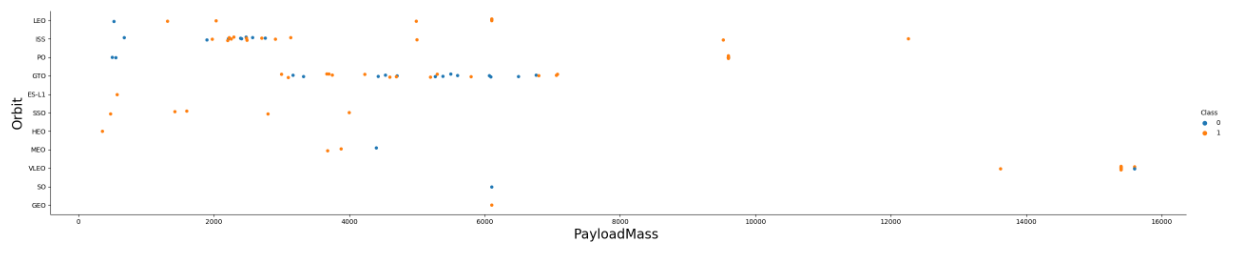 Orbit
LEO
ISS
PO
GTO
ES-L1
SSO
HEO
MEO
VLEO
SO
GEO
0 2000 4000 6000 8000 10000 12000 14000 16000
PayloadMass
Class
0
1